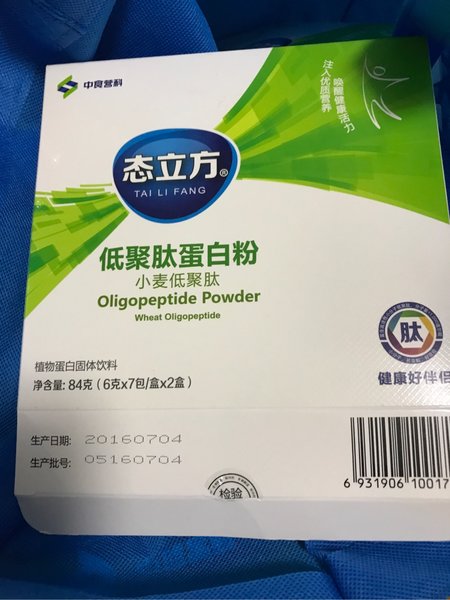 中食营科
注入优质营养
唤醒健康活力
态立方®
TAI LI FANG
低聚肽蛋白粉
小麦低聚肽
Oligopeptide Powder
Wheat Oligopeptide
肽
植物蛋白固体饮料
净含量: 84克（6克x7包/盒x2盒）
健康好伴侣
生产日期: 20160704
生产批号: 05160704
检验
6 931906 10017